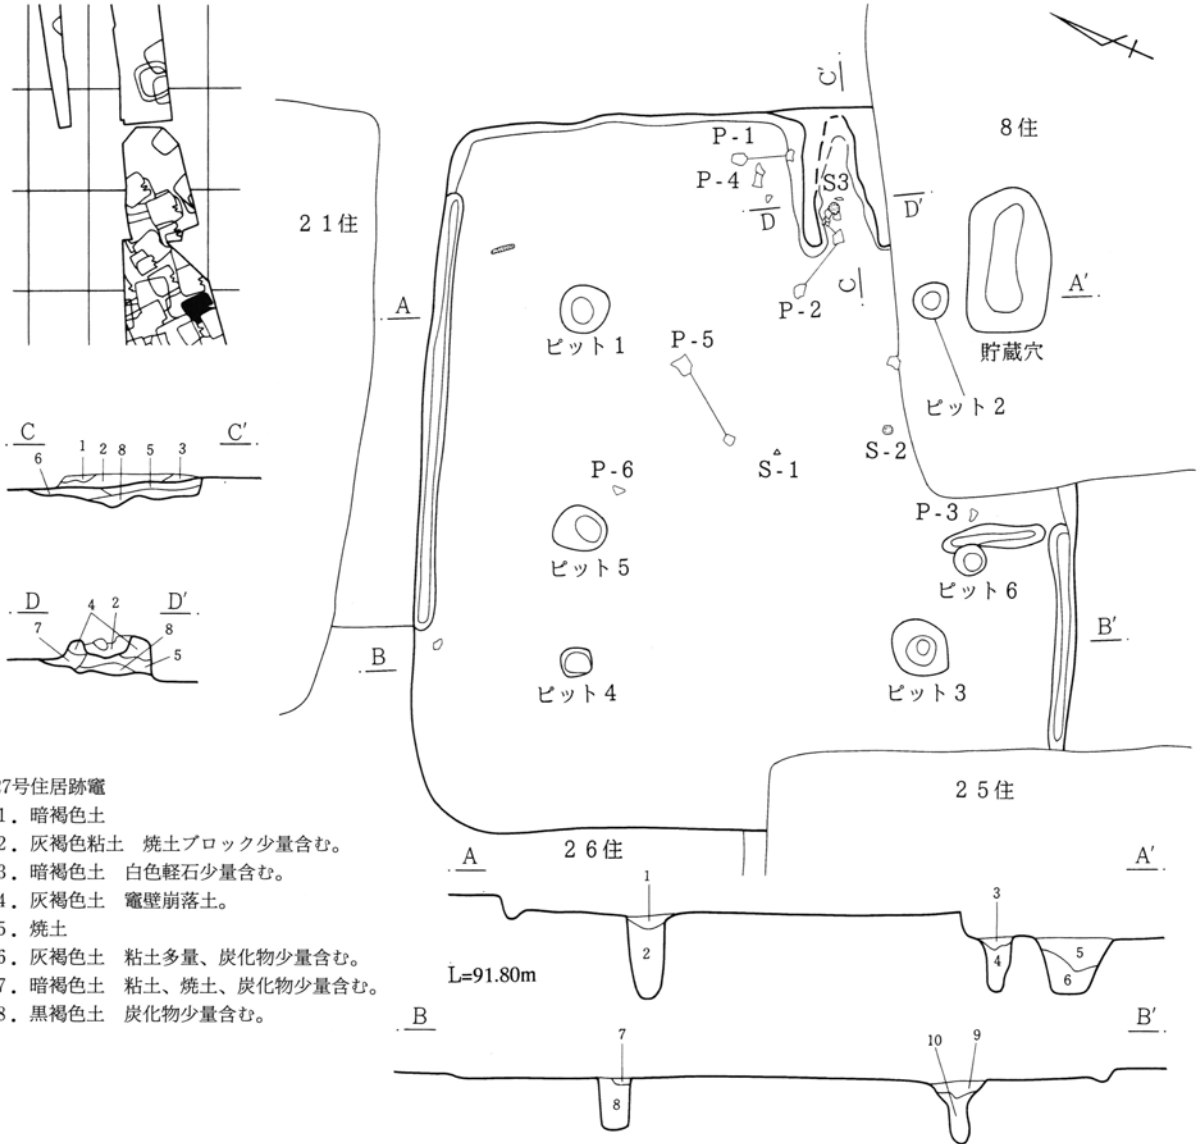 C'
8住
P-1
P-4
S3
21住
D
D'
C
P-2
A
A'
ピット1
P-5
貯蔵穴
ピット2
C
C'
1 2 8 5 3
6
S-1
S-2
P-6
P-3
ピット5
ピット6
D
D'
4 2
7
8
5
B
B'
ピット4
ピット3
7号住居跡竈
1．暗褐色土
2．灰褐色粘土　焼土ブロック少量含む。
3．暗褐色土　白色軽石少量含む。
4．灰褐色土　竈壁崩落土。
5．焼土
6．灰褐色土　粘土多量、炭化物少量含む。
7．暗褐色土　粘土、焼土、炭化物少量含む。
8．黒褐色土　炭化物少量含む。
25住
26住
A
A'
1
2
3
4
5
6
L=91.80m
B
B'
7
8
10
9